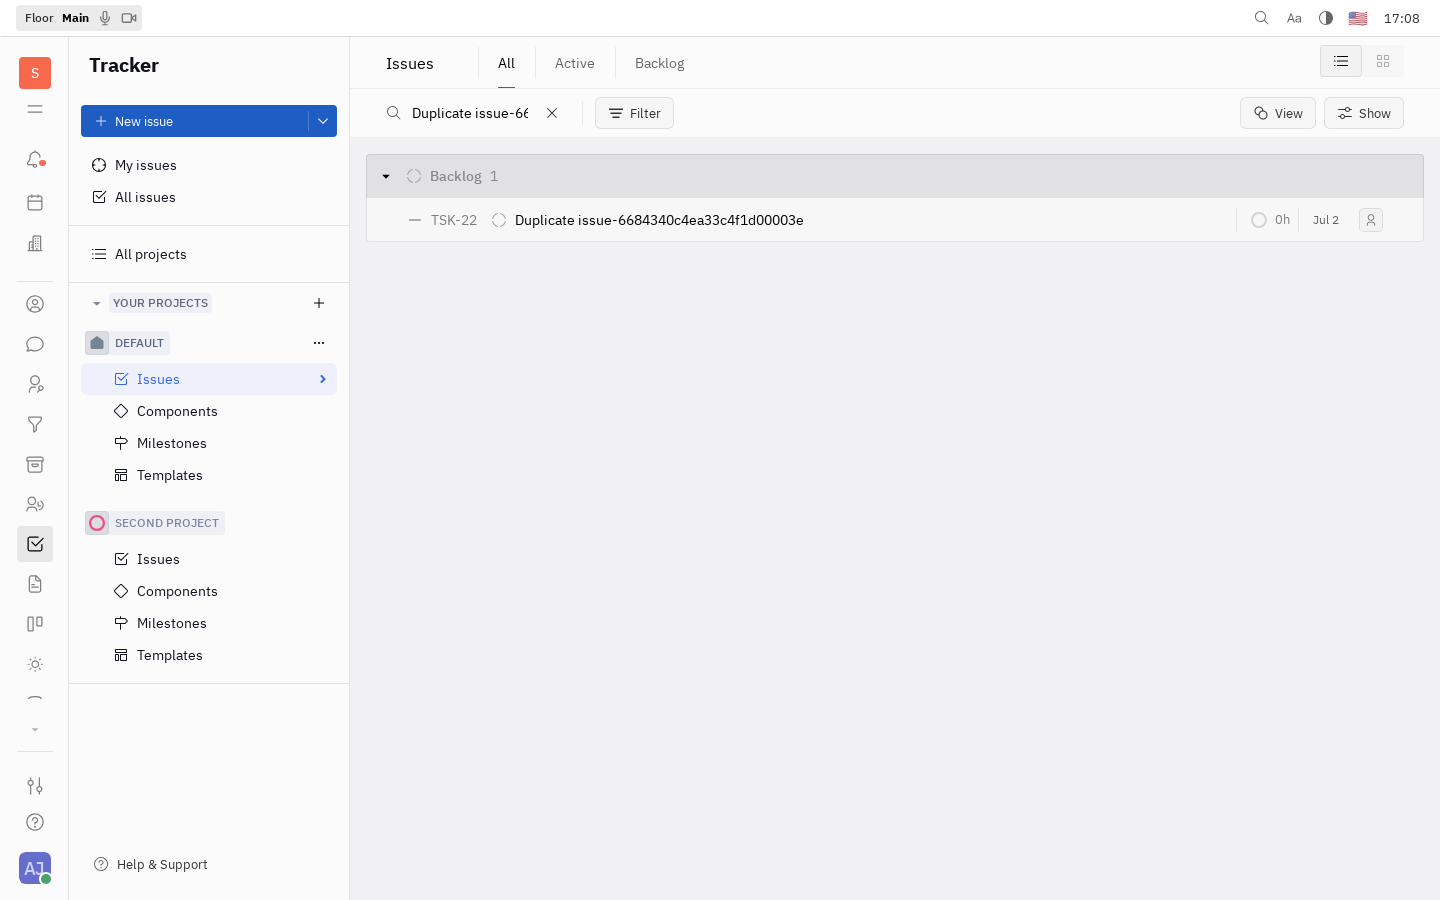 Floor Main
Aa
17:08
S
Tracker
New issue
My issues
All issues
All projects
YOUR PROJECTS
DEFAULT
Issues
Components
Milestones
Templates
SECOND PROJECT
Issues
Components
Milestones
Templates
Help & Support
AJ
Issues
All
Active
Backlog
Duplicate issue-66
Filter
View
Show
Backlog 1
TSK-22 Duplicate issue-6684340c4ea33c4f1d00003e 0h Jul 2